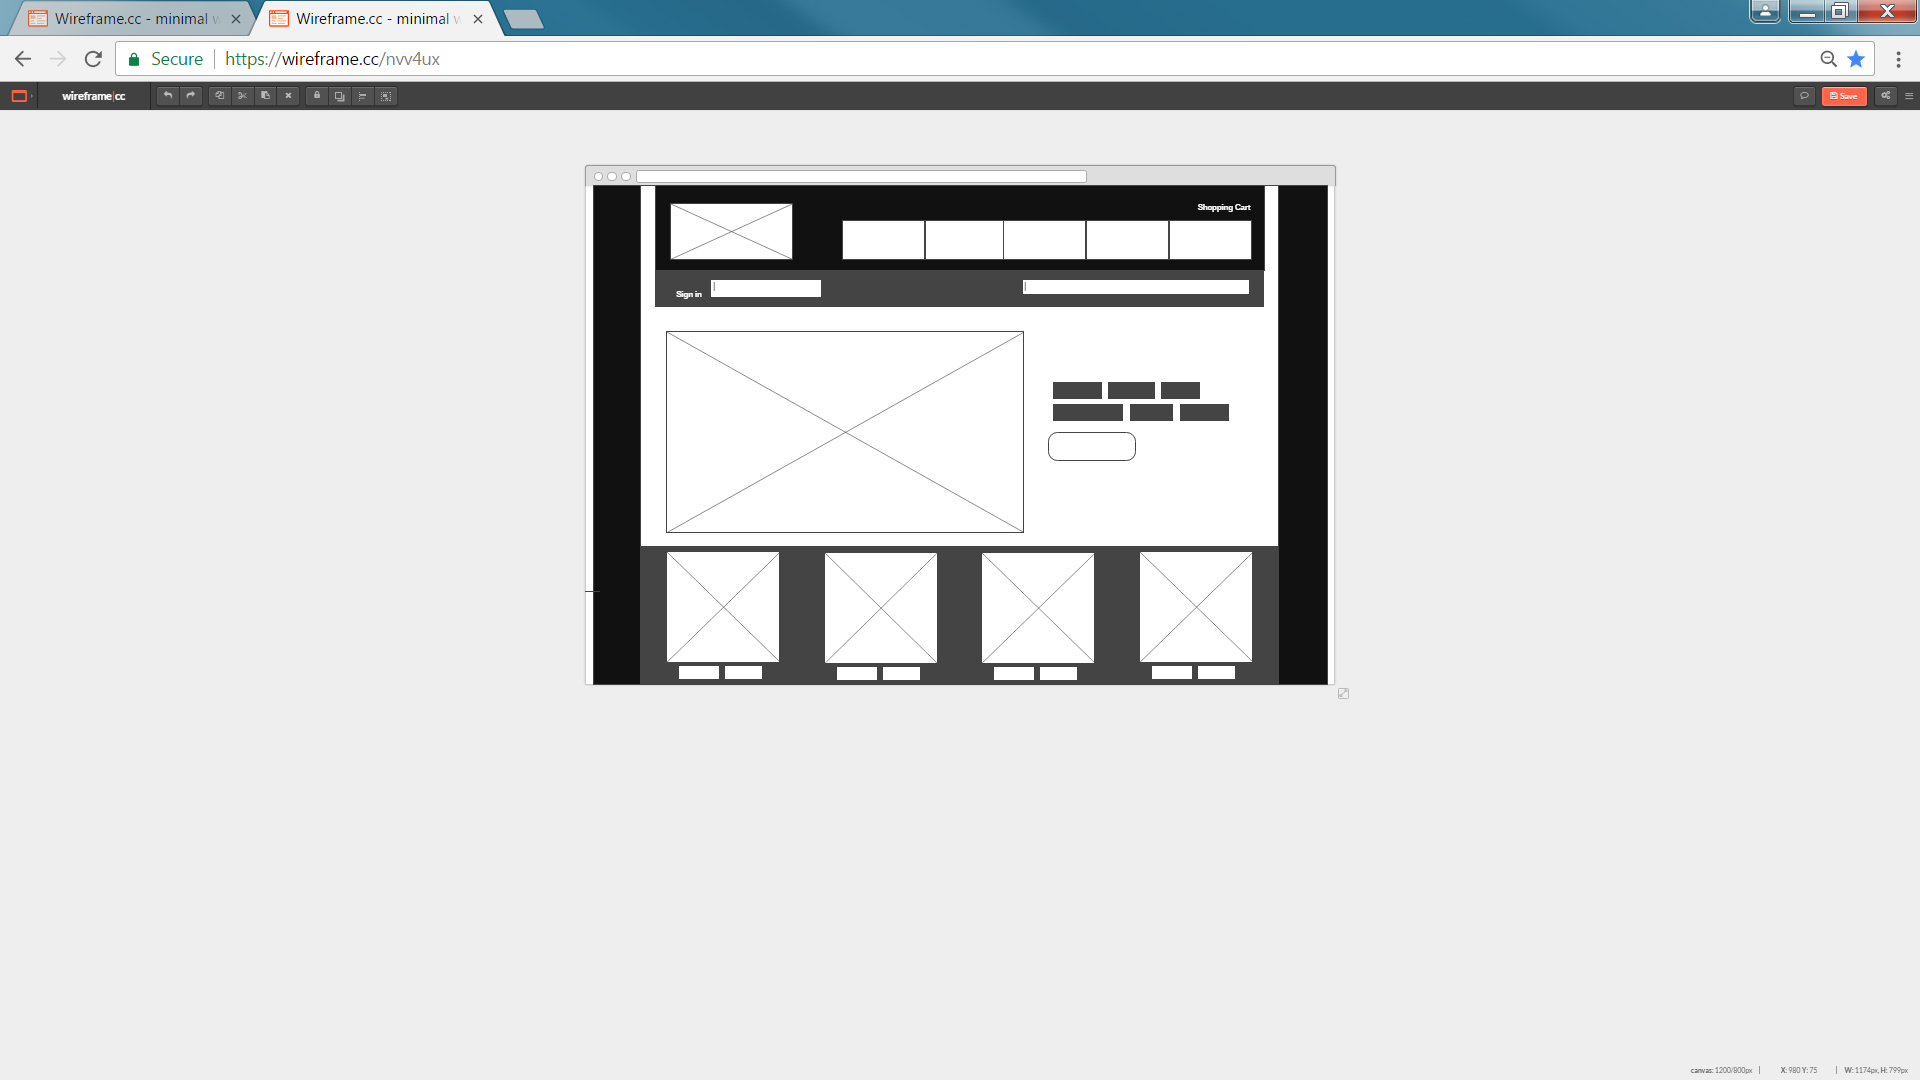 Wireframe.cc - minimal w
Wireframe.cc - minimal w
Secure
https://wireframe.cc/nvv4ux
wireframe|cc
Save
Shopping Cart
Sign in
canvas: 1200/800px | X: 980 Y: 75 | W: 1174px, H: 799px